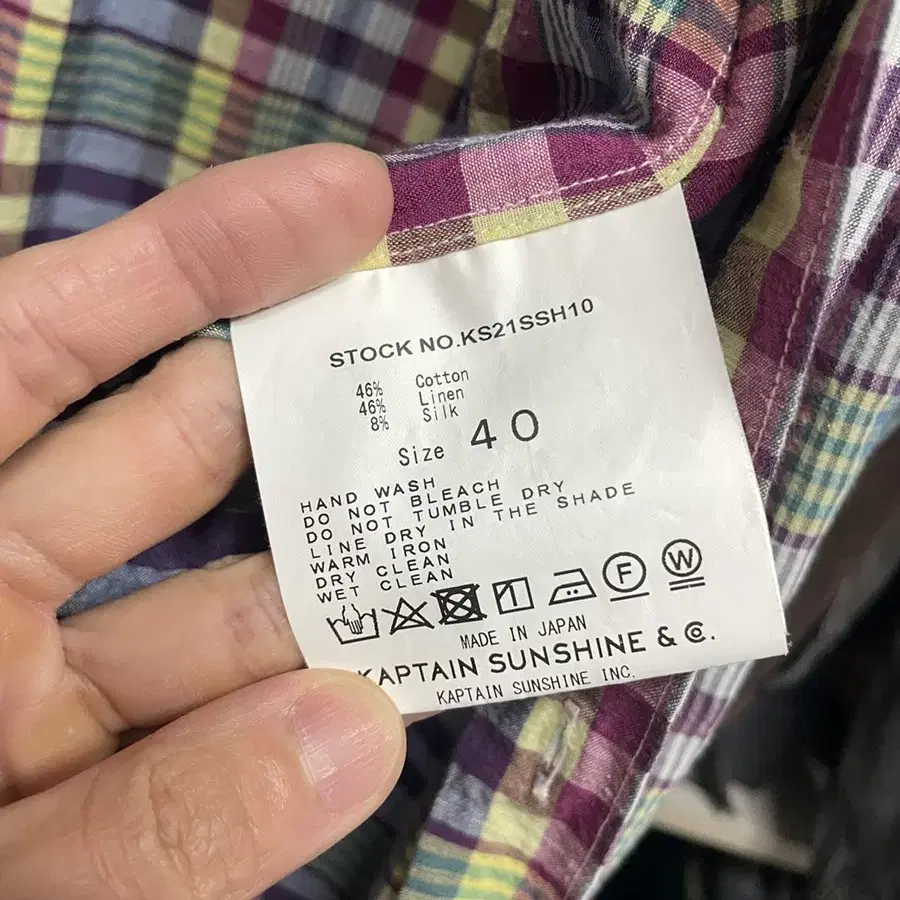 STOCK NO.KS21SSH10
46% Cotton
46% Linen
8% Silk
Size 40
HAND WASH
DO NOT BLEACH
DO NOT TUMBLE DRY
LINE DRY IN THE SHADE
WARM IRON
DRY CLEAN
WET CLEAN
F W
MADE IN JAPAN
KAPTAIN SUNSHINE & Co.
KAPTAIN SUNSHINE INC.